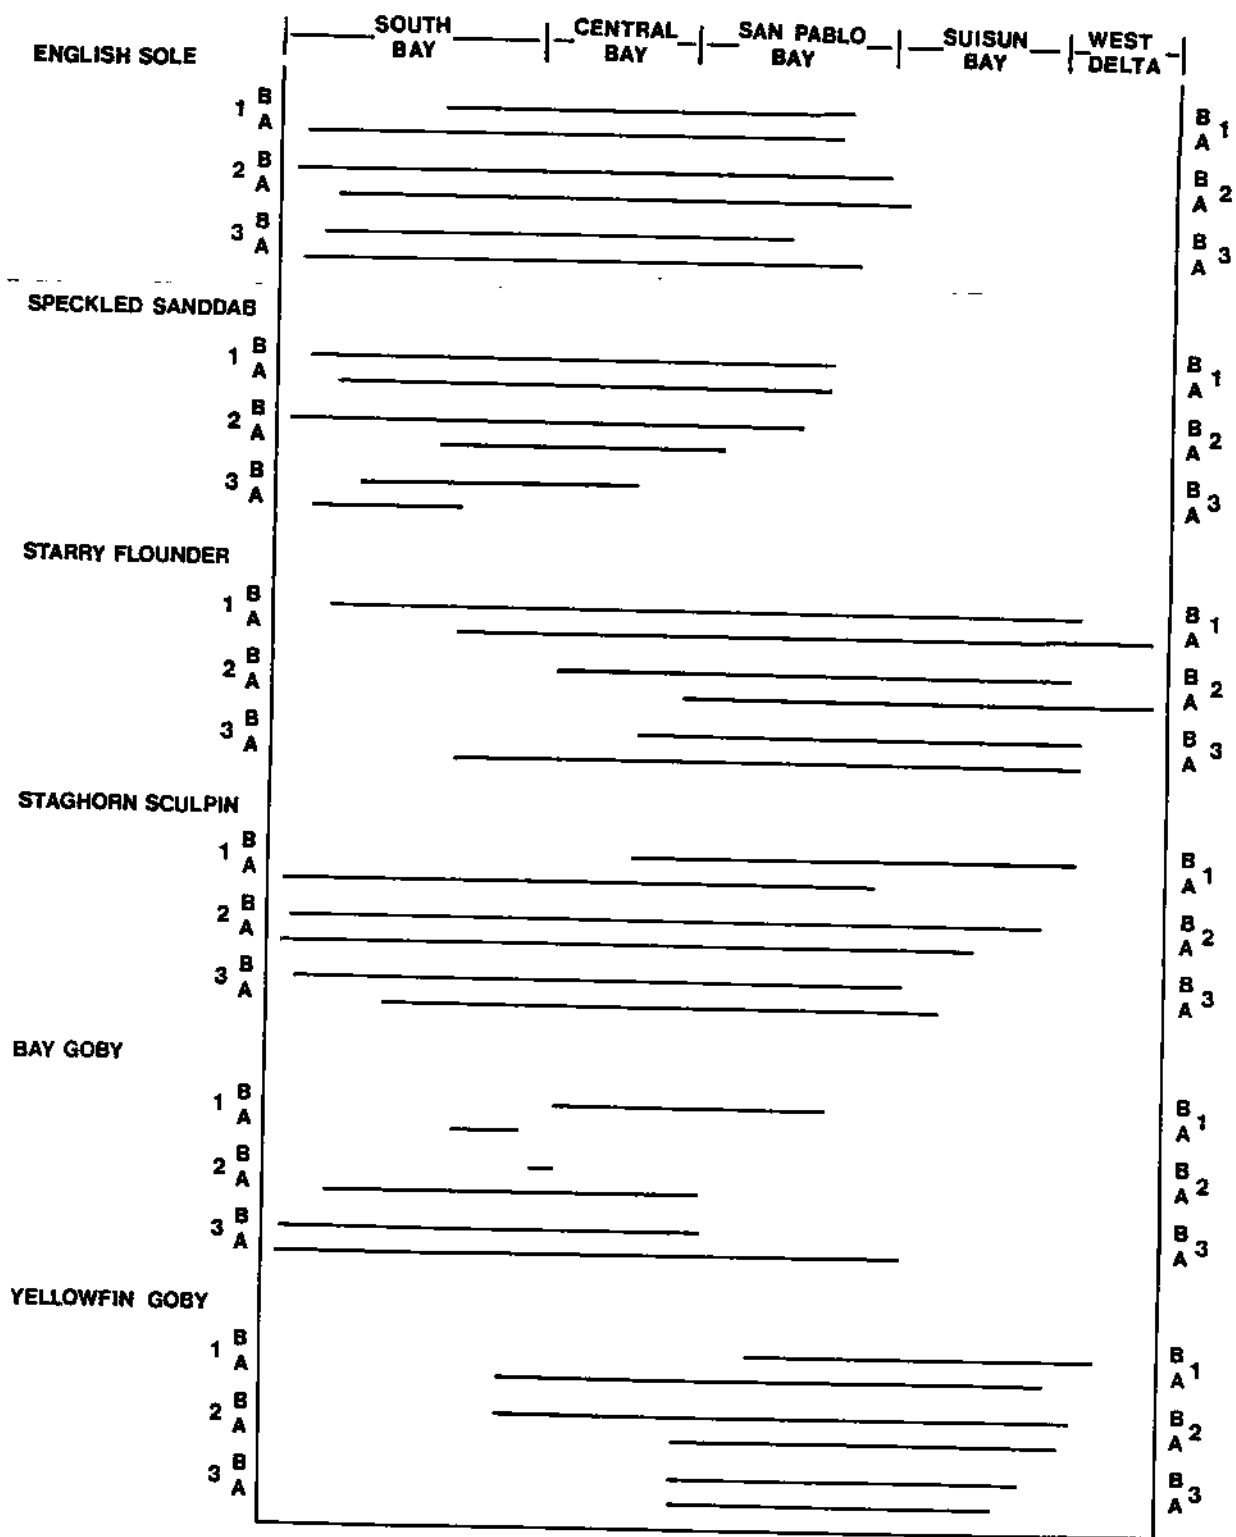 SOUTH BAY CENTRAL BAY SAN PABLO BAY SUISUN BAY WEST DELTA
ENGLISH SOLE
1 B A B A 1
2 B A B A 2
3 B A B A 3
SPECKLED SANDDAB
1 B A B A 1
2 B A B A 2
3 B A B A 3
STARRY FLOUNDER
1 B A B A 1
2 B A B A 2
3 B A B A 3
STAGHORN SCULPIN
1 B A B A 1
2 B A B A 2
3 B A B A 3
BAY GOBY
1 B A B A 1
2 B A B A 2
3 B A B A 3
YELLOWFIN GOBY
1 B A B A 1
2 B A B A 2
3 B A B A 3